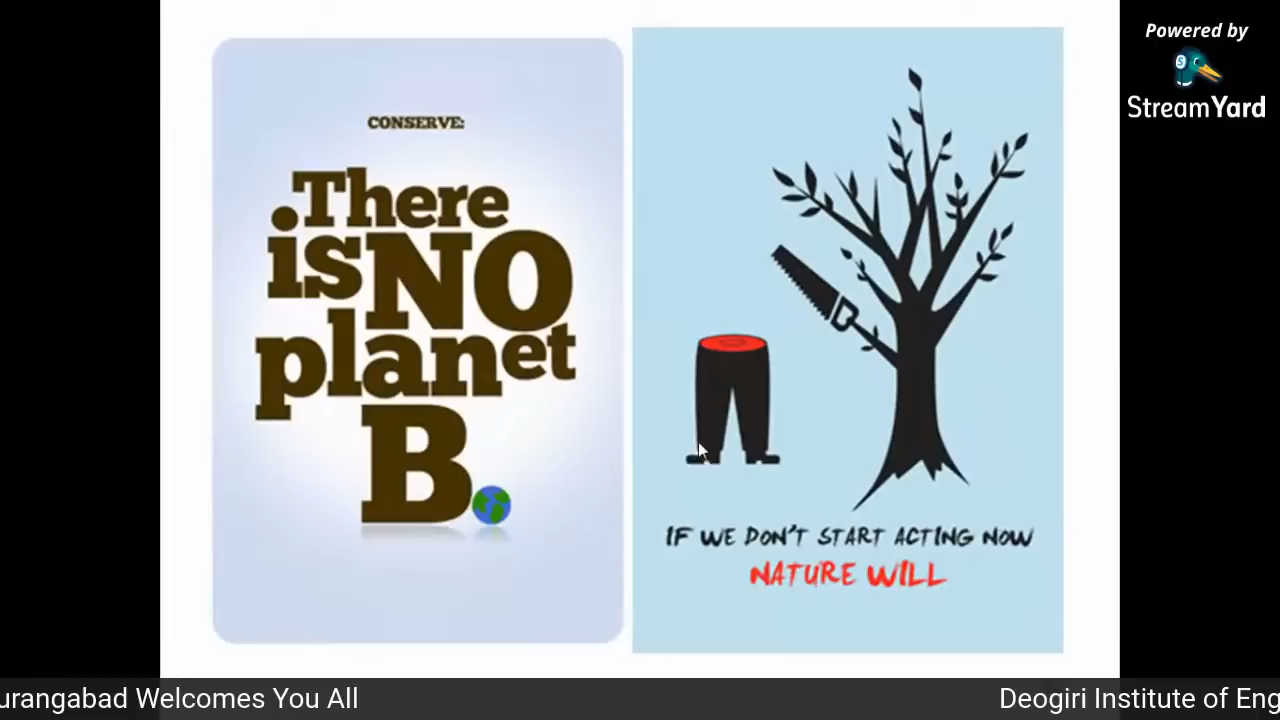 CONSERVE:
There
is NO
planet
B.
IF WE DON'T START ACTING NOW
NATURE WILL
Powered by
StreamYard
urangabad Welcomes You All
Deogiri Institute of Eng